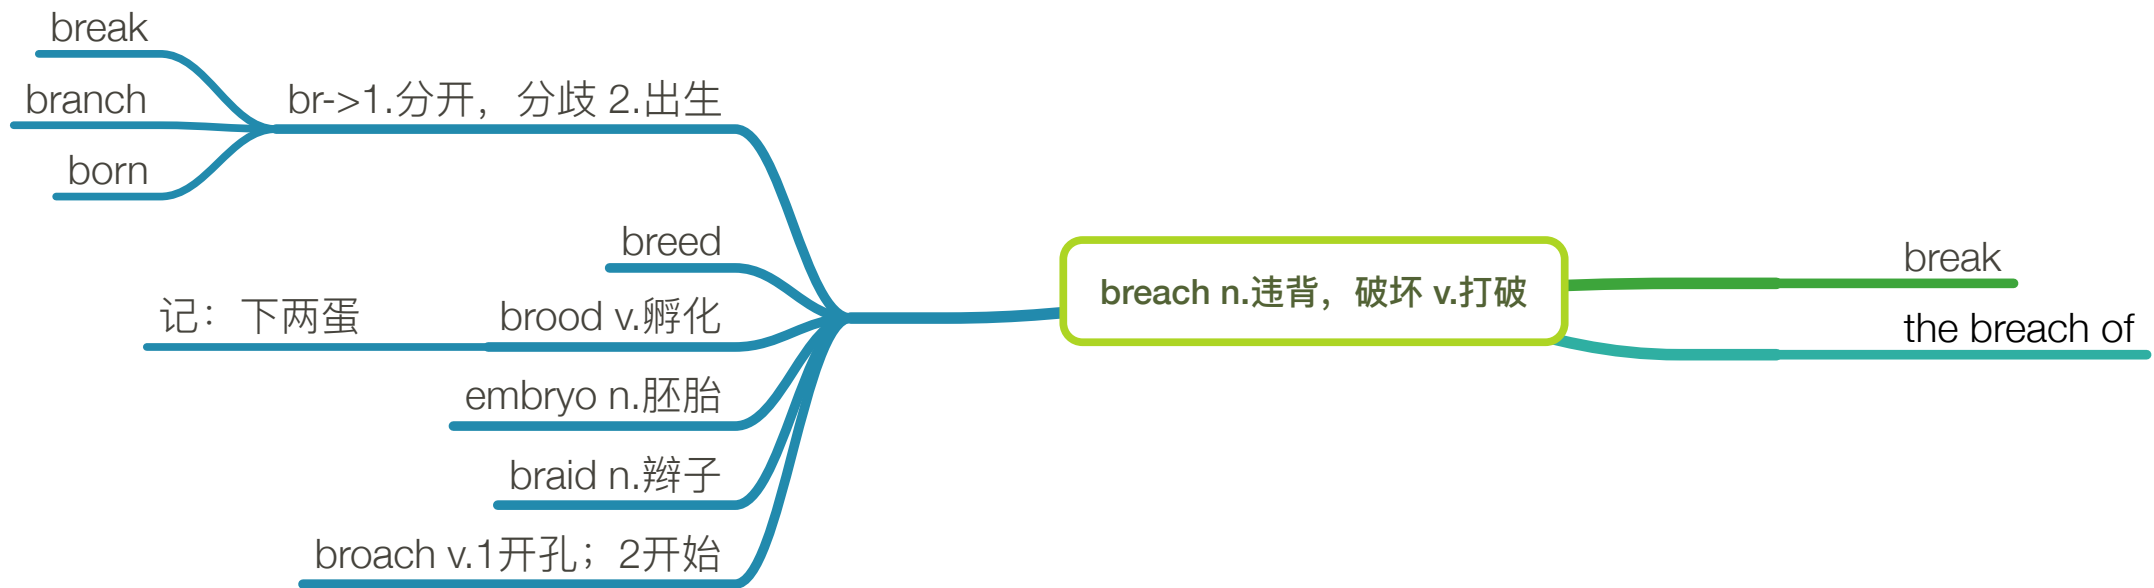 break
branch
born
br->1.分开，分歧 2.出生
breed
记：下两蛋
brood v.孵化
embryo n.胚胎
braid n.辫子
broach v.1开孔；2开始
breach n.违背，破坏 v.打破
break
the breach of